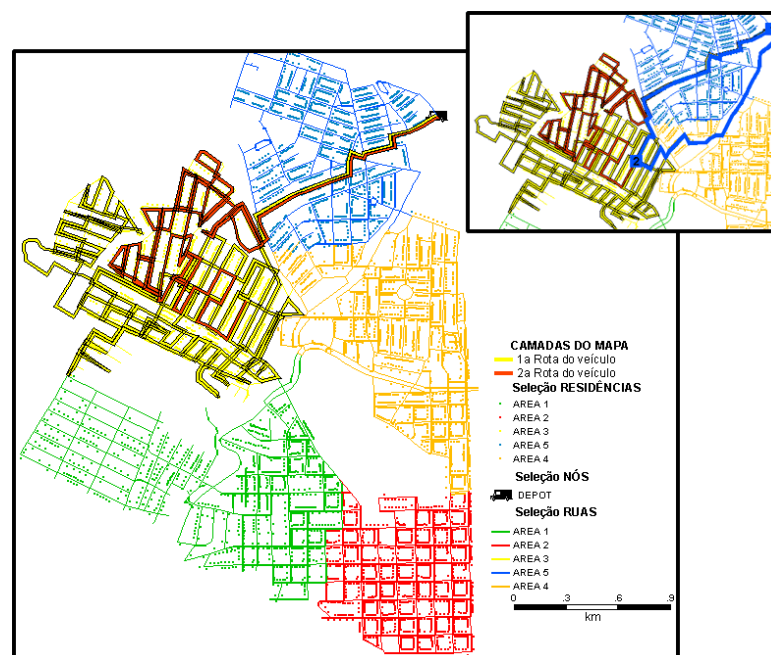 2
CAMADAS DO MAPA
1a Rota do veículo
2a Rota do veículo
Seleção RESIDÊNCIAS
AREA 1
AREA 2
AREA 3
AREA 5
AREA 4
Seleção NÓS
DEPOT
Seleção RUAS
AREA 1
AREA 2
AREA 3
AREA 5
AREA 4
0 .3 .6 .9
km